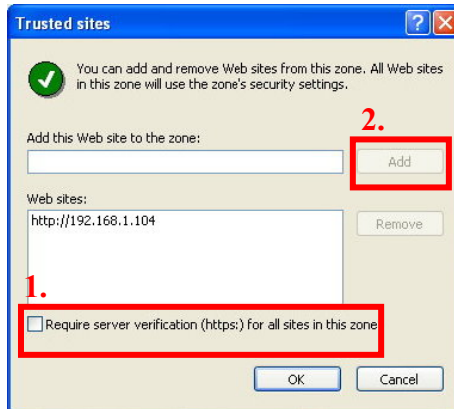 Trusted sites
You can add and remove Web sites from this zone. All Web sites
in this zone will use the zone's security settings.
2.
Add this Web site to the zone:
Add
Web sites:
http://192.168.1.104
Remove
1.
Require server verification (https:) for all sites in this zone
OK
Cancel